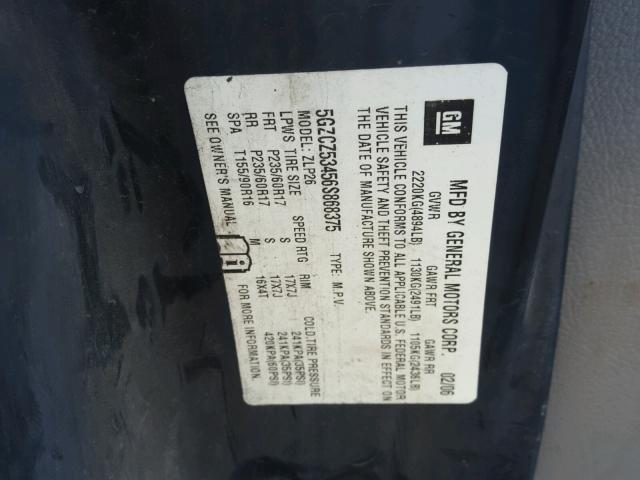 GM
MFD BY GENERAL MOTORS CORP. 02/06
GVWR GAWR FRT GAWR RR
2220KG(4894LB) 1130KG(2491LB) 1105KG(2436LB)
THIS VEHICLE CONFORMS TO ALL APPLICABLE U.S. FEDERAL MOTOR
VEHICLE SAFETY AND THEFT PREVENTION STANDARDS IN EFFECT ON
THE DATE OF MANUFACTURE SHOWN ABOVE.
5GZCZ53456S866375 TYPE: M.P.V.
MODEL: ZLP26
LPWS TIRE SIZE SPEED RTG RIM COLD TIRE PRESSURE
FRT P235/60R17 S 17X7J 241KPA(35PSI)
RR P235/60R17 S 17X7J 241KPA(35PSI)
SPA T155/90R16 M 16X4T 420KPA(60PSI)
SEE OWNER'S MANUAL i FOR MORE INFORMATION.